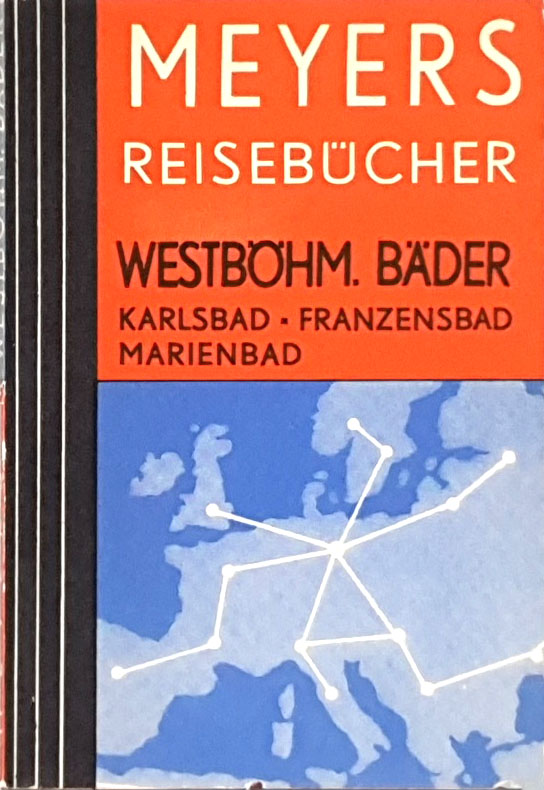 MEYERS
REISEBÜCHER
WESTBÖHM. BÄDER
KARLSBAD · FRANZENSBAD
MARIENBAD